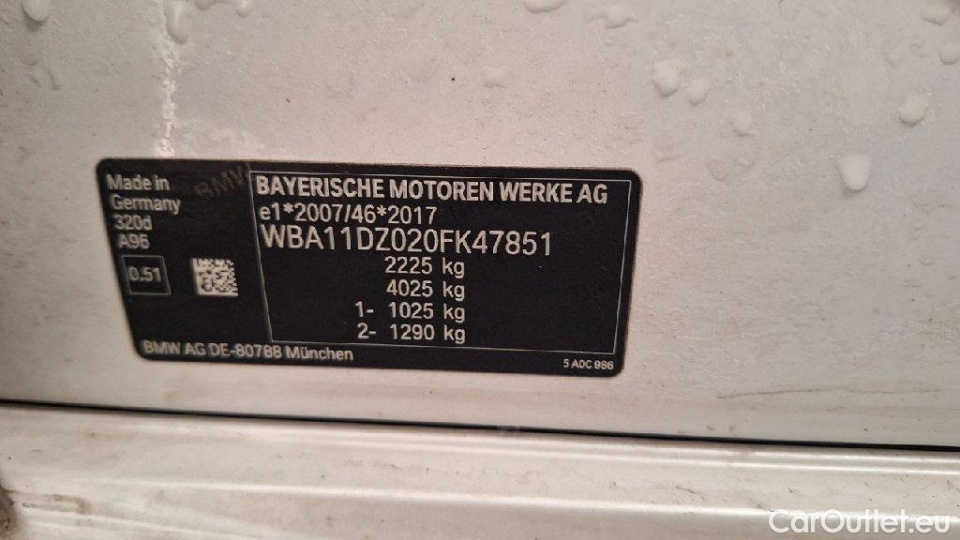 Made in
Germany
320d
A96
0.51
BAYERISCHE MOTOREN WERKE AG
e1*2007/46*2017
WBA11DZ020FK47851
2225 kg
4025 kg
1- 1025 kg
2- 1290 kg
BMW AG DE-80788 München
5 A0C 986
BMW
CarOutlet.eu